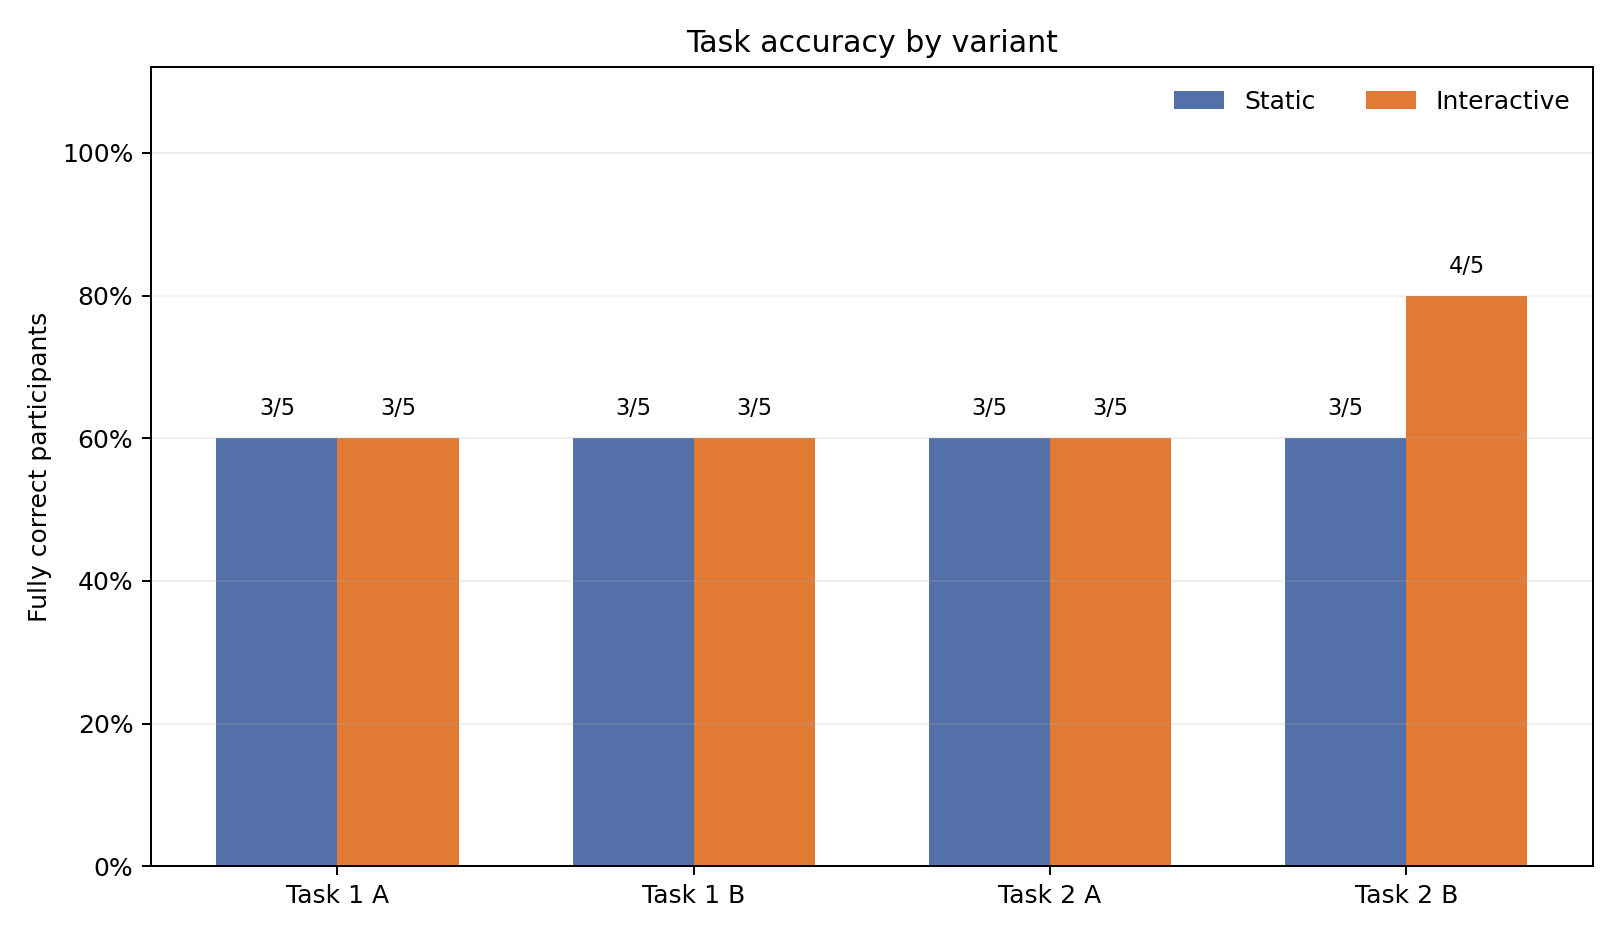 Task accuracy by variant
Static Interactive
100%
80%
60%
40%
20%
0%
Fully correct participants
3/5 3/5 3/5 3/5 3/5 3/5 3/5 4/5
Task 1 A Task 1 B Task 2 A Task 2 B